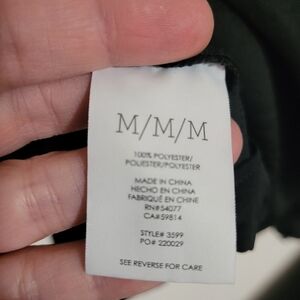 M/M/M
100% POLYESTER/
POLIESTER/POLYESTER
MADE IN CHINA
HECHO EN CHINA
FABRIQUÉ EN CHINE
RN#54077
CA#59814
STYLE# 3599
PO# 220029
SEE REVERSE FOR CARE